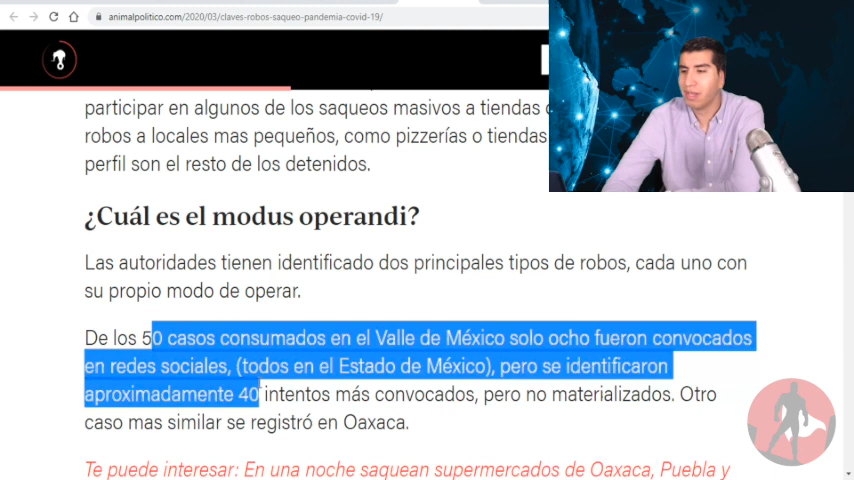 animalpolitico.com/2020/03/claves-robos-saqueo-pandemia-covid-19/
participar en algunos de los saqueos masivos a tiendas
robos a locales mas pequeños, como pizzerías o tiendas
perfil son el resto de los detenidos.
¿Cuál es el modus operandi?
Las autoridades tienen identificado dos principales tipos de robos, cada uno con
su propio modo de operar.
De los 50 casos consumados en el Valle de México solo ocho fueron convocados
en redes sociales, (todos en el Estado de México), pero se identificaron
aproximadamente 40 intentos más convocados, pero no materializados. Otro
caso mas similar se registró en Oaxaca.
Te puede interesar: En una noche saquean supermercados de Oaxaca, Puebla y